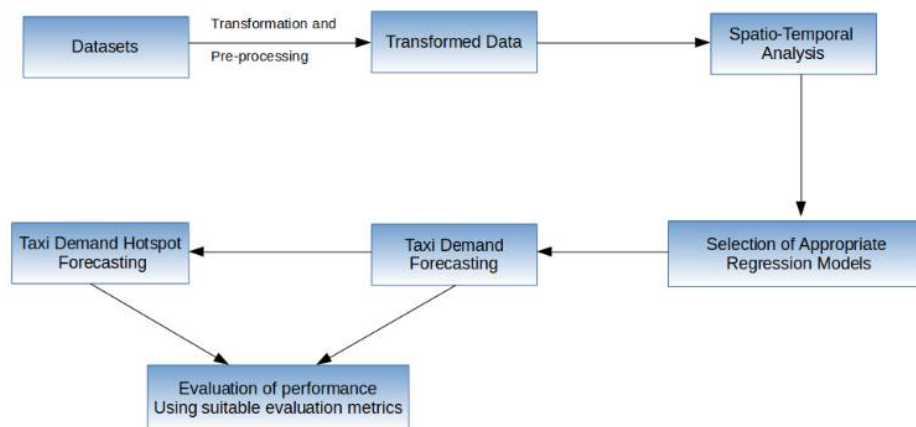 Datasets
Transformation and
Pre-processing
Transformed Data
Spatio-Temporal
Analysis
Taxi Demand Hotspot
Forecasting
Taxi Demand
Forecasting
Selection of Appropriate
Regression Models
Evaluation of performance
Using suitable evaluation metrics